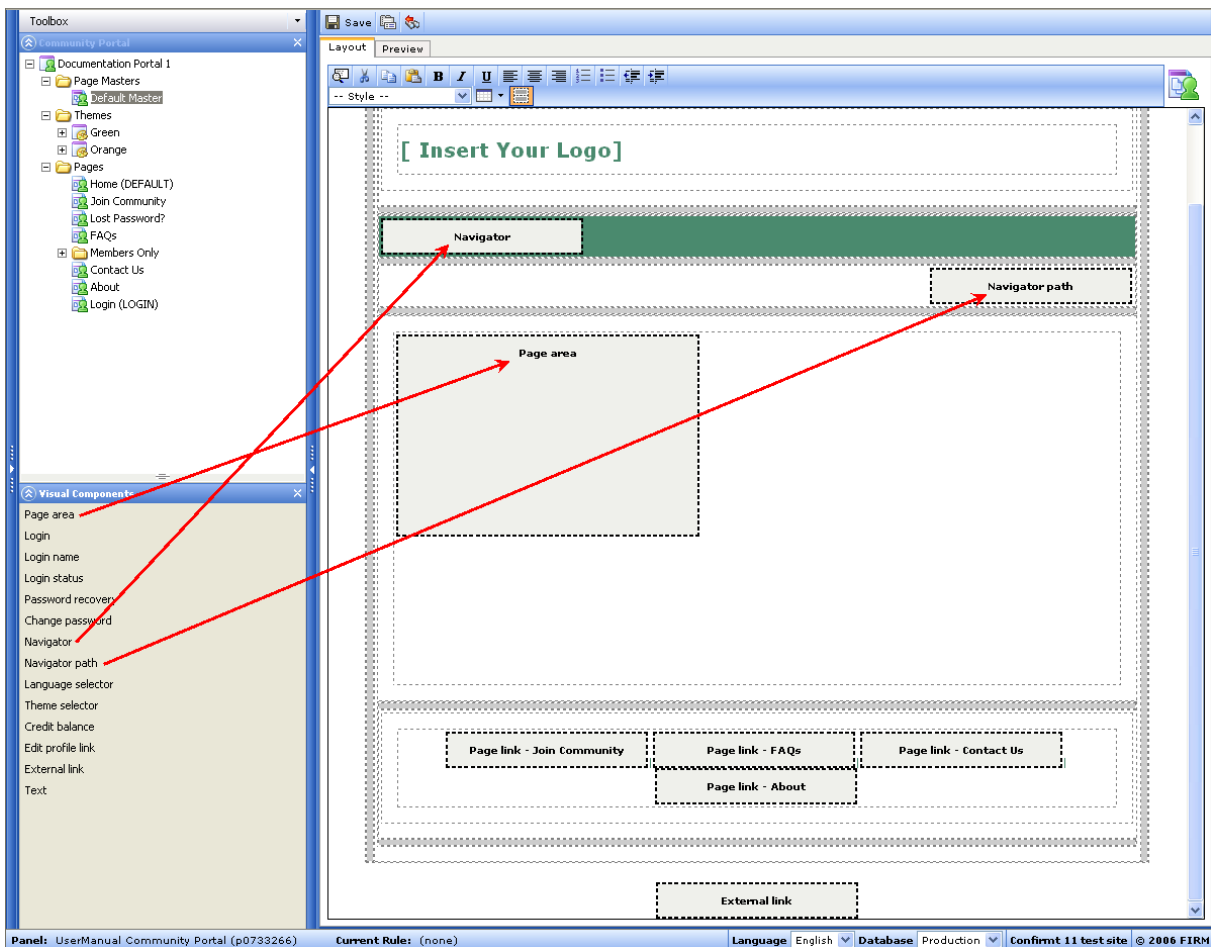 Toolbox
Community Portal
Documentation Portal 1
Page Masters
Default Master
Themes
Green
Orange
Pages
Home (DEFAULT)
Join Community
Lost Password?
FAQs
Members Only
Contact Us
About
Login (LOGIN)
Visual Components
Page area
Login
Login name
Login status
Password recovery
Change password
Navigator
Navigator path
Language selector
Theme selector
Credit balance
Edit profile link
External link
Text
Save
Layout Preview
B I U
-- Style --
[ Insert Your Logo]
Navigator
Navigator path
Page area
Page link - Join Community Page link - FAQs Page link - Contact Us
Page link - About
External link
Panel: UserManual Community Portal (p0733266) Current Rule: (none) Language English Database Production Confirmt 11 test site © 2006 FIRM